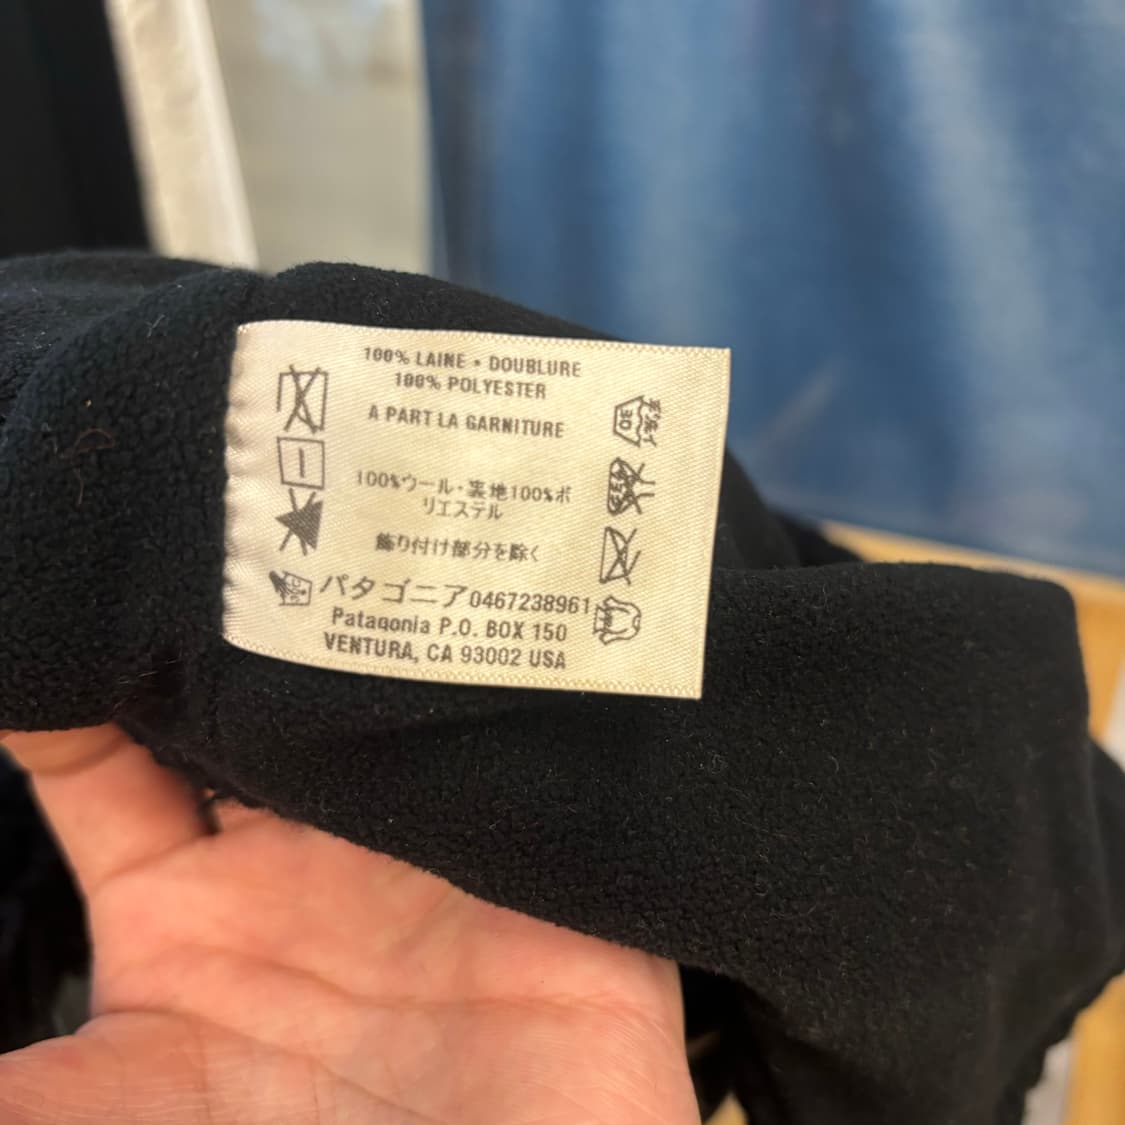 100% LAINE • DOUBLURE
100% POLYESTER
A PART LA GARNITURE
100%ウール・裏地100%ポ
リエステル
飾り付け部分を除く
パタゴニア0467238961
Patagonia P.O. BOX 150
VENTURA, CA 93002 USA